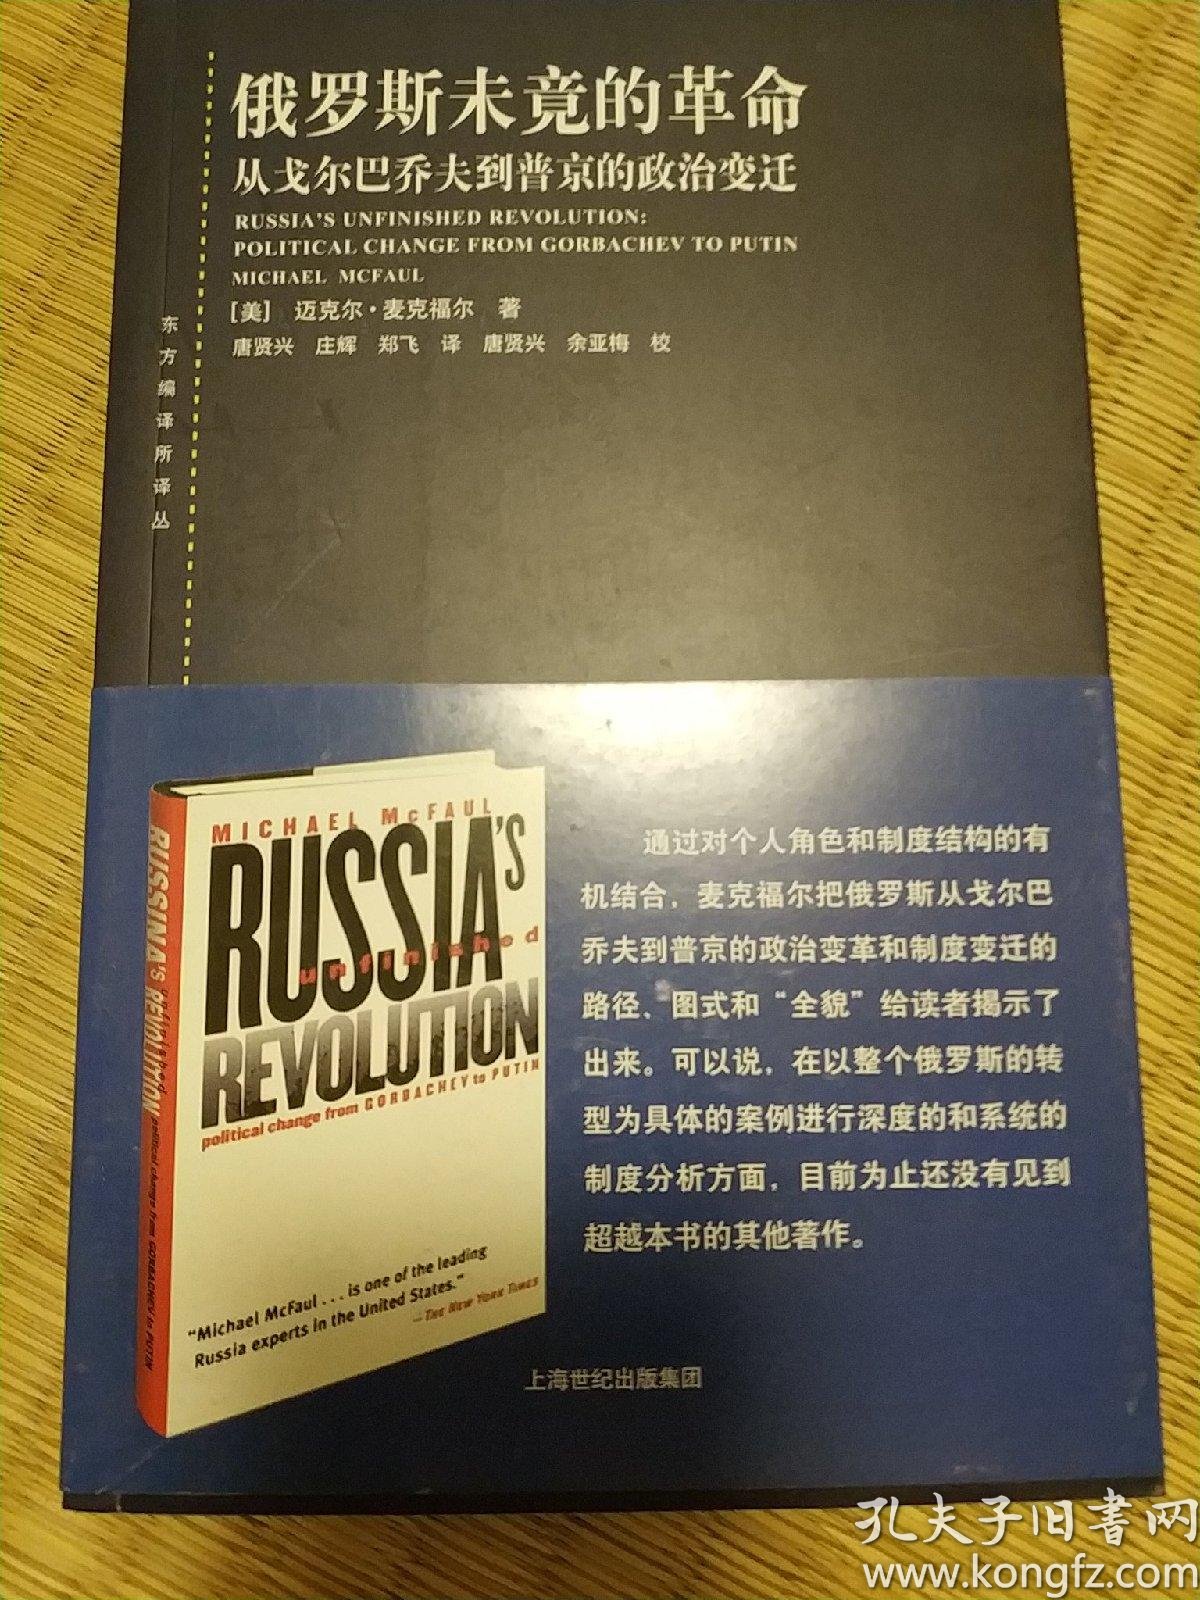 俄罗斯未竟的革命
从戈尔巴乔夫到普京的政治变迁
RUSSIA'S UNFINISHED REVOLUTION:
POLITICAL CHANGE FROM GORBACHEV TO PUTIN
MICHAEL MCFAUL
[美] 迈克尔·麦克福尔 著
唐贤兴 庄辉 郑飞 译 唐贤兴 余亚梅 校
东方编译所译丛
MICHAEL McFAUL
RUSSIA'S
unfinished
REVOLUTION
political change from GORBACHEV to PUTIN
"Michael McFaul . . . is one of the leading
Russia experts in the United States."
—THE NEW YORK TIMES
RUSSINA's unfinished REVOLUTION political change from GORBACHEV to PUTIN
通过对个人角色和制度结构的有
机结合，麦克福尔把俄罗斯从戈尔巴
乔夫到普京的政治变革和制度变迁的
路径、图式和“全貌”给读者揭示了
出来。可以说，在以整个俄罗斯的转
型为具体的案例进行深度的和系统的
制度分析方面，目前为止还没有见到
超越本书的其他著作。
上海世纪出版集团
孔夫子旧书网
www.kongfz.com